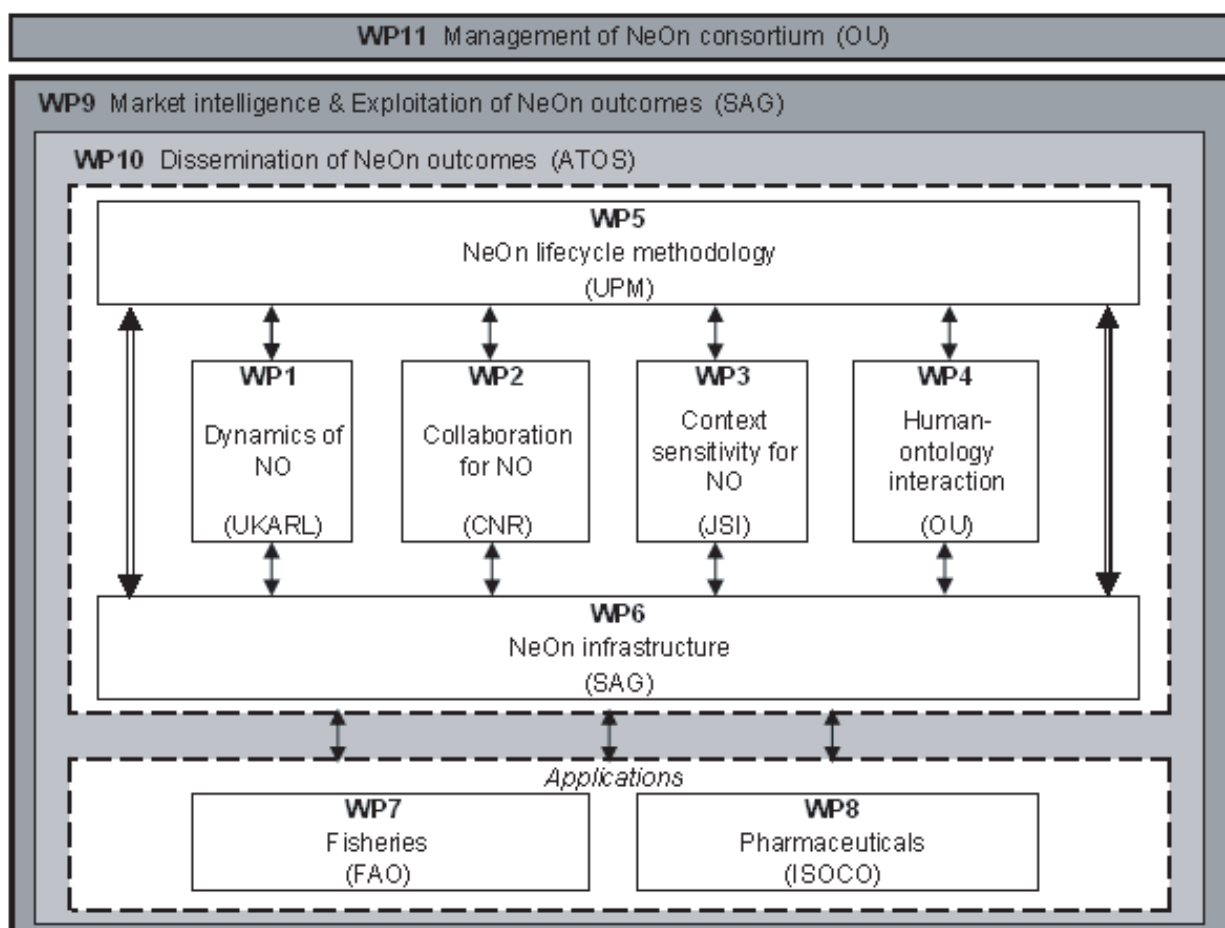 WP11 Management of NeOn consortium (OU)
WP9 Market intelligence & Exploitation of NeOn outcomes (SAG)
WP10 Dissemination of NeOn outcomes (ATOS)
WP5
NeOn lifecycle methodology
(UPM)
WP1
Dynamics of
NO
(UKARL)
WP2
Collaboration
for NO
(CNR)
WP3
Context
sensitivity for
NO
(JSI)
WP4
Human-
ontology
interaction
(OU)
WP6
NeOn infrastructure
(SAG)
Applications
WP7
Fisheries
(FAO)
WP8
Pharmaceuticals
(ISOCO)